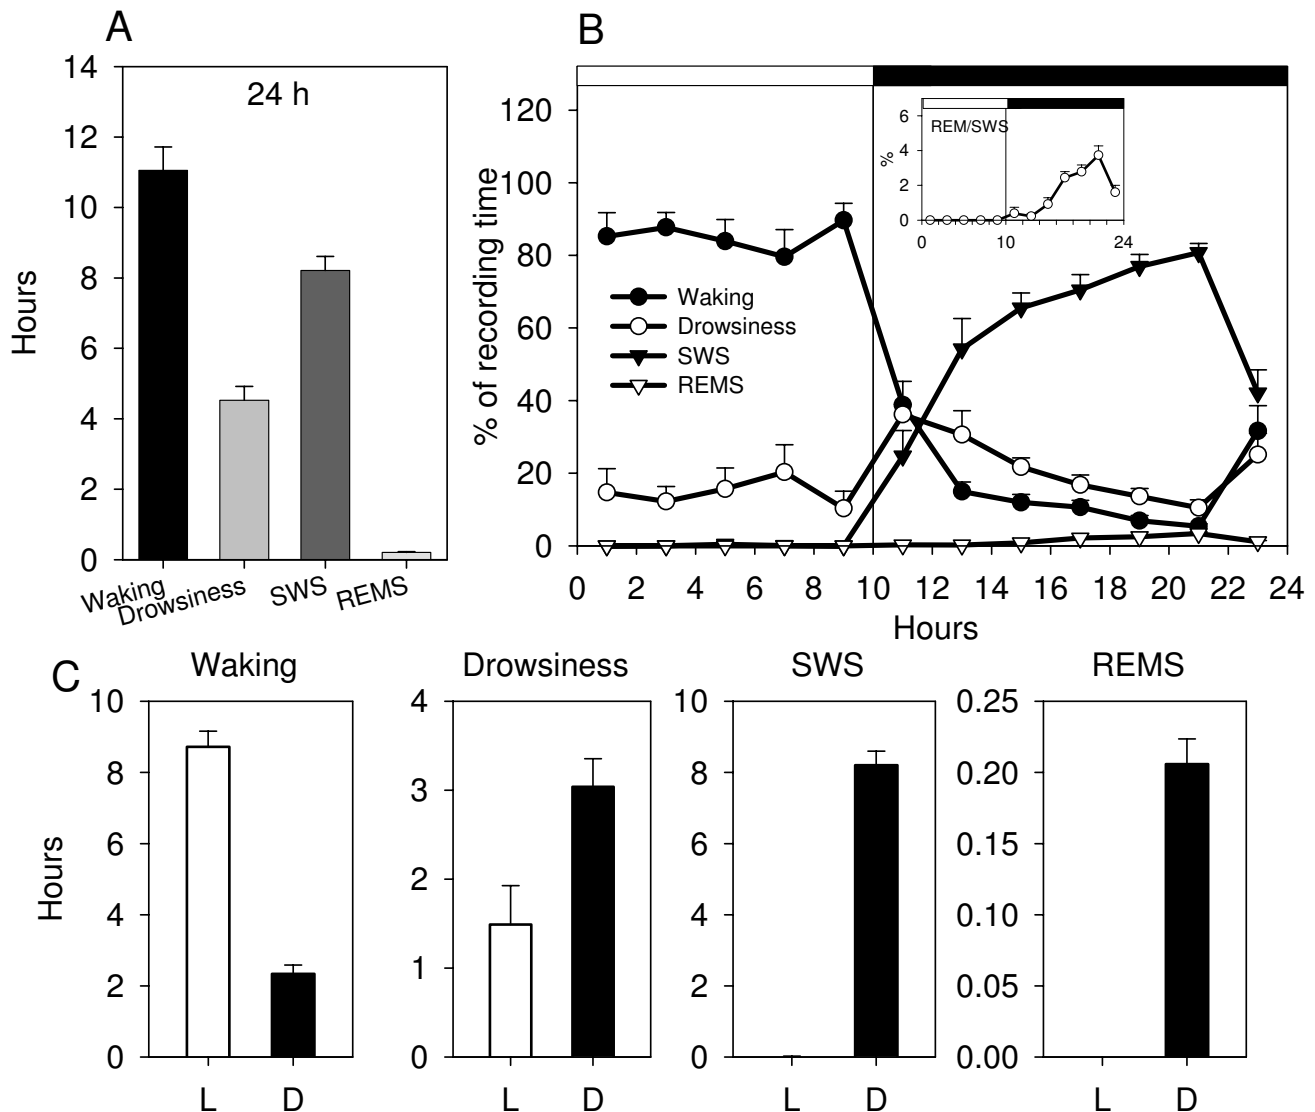 A
24 h
Hours
14
12
10
8
6
4
2
0
Waking
Drowsiness
SWS
REMS
B
% of recording time
120
100
80
60
40
20
0
Waking
Drowsiness
SWS
REMS
REM/SWS
%
6
4
2
0
0 10 24
0 2 4 6 8 10 12 14 16 18 20 22 24
Hours
C
Waking
Hours
10
8
6
4
2
0
L D
Drowsiness
4
3
2
1
0
L D
SWS
10
8
6
4
2
0
L D
REMS
0.25
0.20
0.15
0.10
0.05
0.00
L D